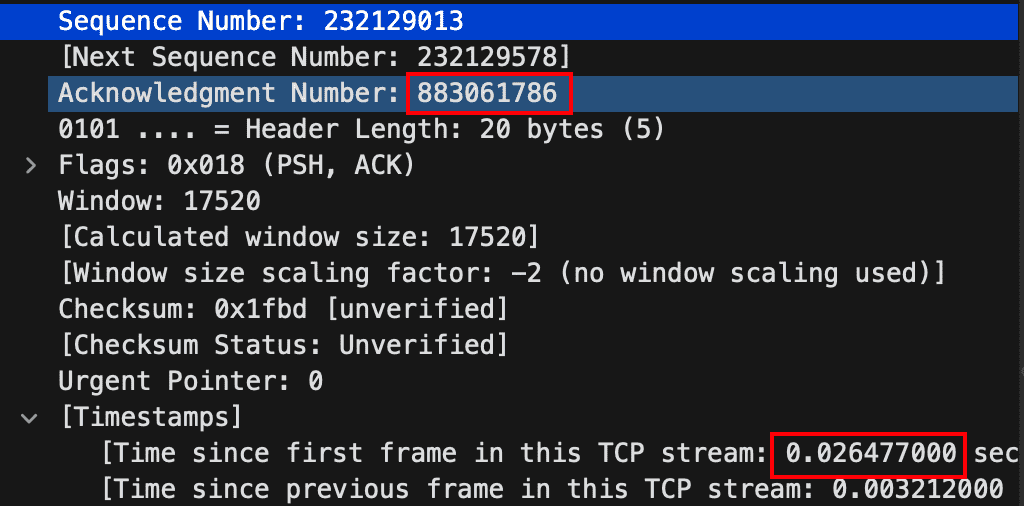 Sequence Number: 232129013
[Next Sequence Number: 232129578]
Acknowledgment Number: 883061786
0101 .... = Header Length: 20 bytes (5)
Flags: 0x018 (PSH, ACK)
Window: 17520
[Calculated window size: 17520]
[Window size scaling factor: -2 (no window scaling used)]
Checksum: 0x1fbd [unverified]
[Checksum Status: Unverified]
Urgent Pointer: 0
[Timestamps]
[Time since first frame in this TCP stream: 0.026477000 sec
[Time since previous frame in this TCP stream: 0.003212000